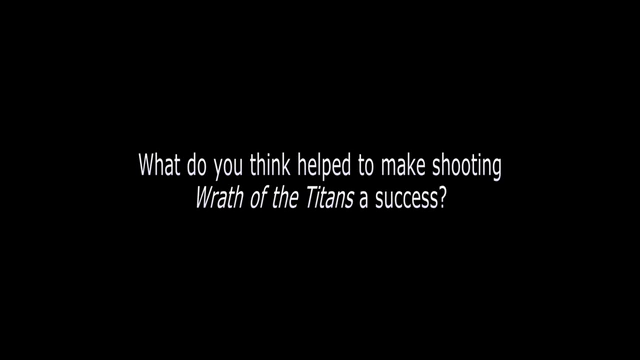 What do you think helped to make shooting
Wrath of the Titans a success?